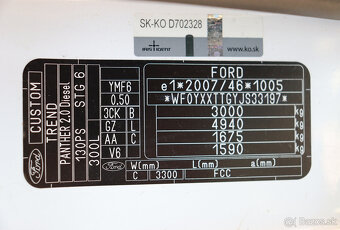 SK-KO D702328
www.ko.sk
FORD
e1*2007/46*1005
*WF0YXXTTGYJS33197*
3000 kg
4940 kg
1675 kg
1590 kg
YMF6
0.50
3CK B
GZ L
AA C
V6
CUSTOM
TREND
PANTHER 2.0 Diesel
130PS STG 6
300L
Ford
W(mm) L(mm) a(mm)
C 3300 FCC
bazos.sk